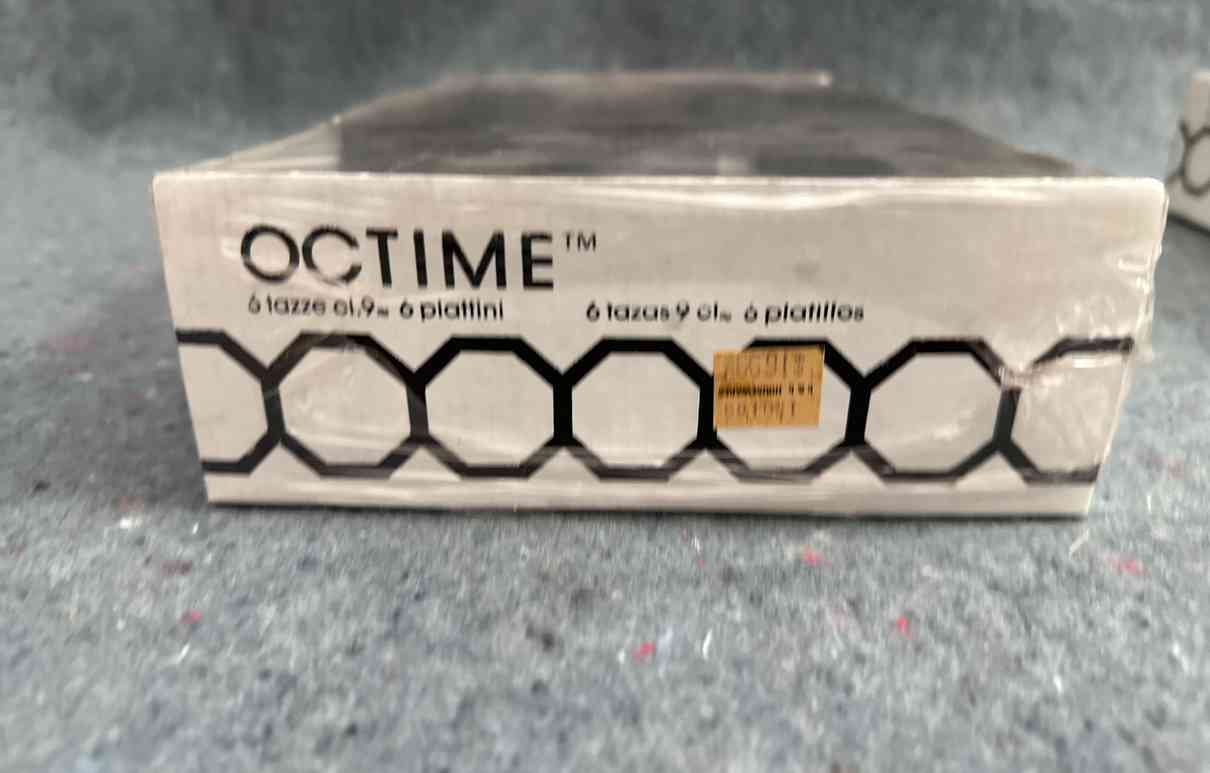 OCTIME™
6 tazze cl.9~ 6 piattini
6 tazas 9 cl~ 6 platillos